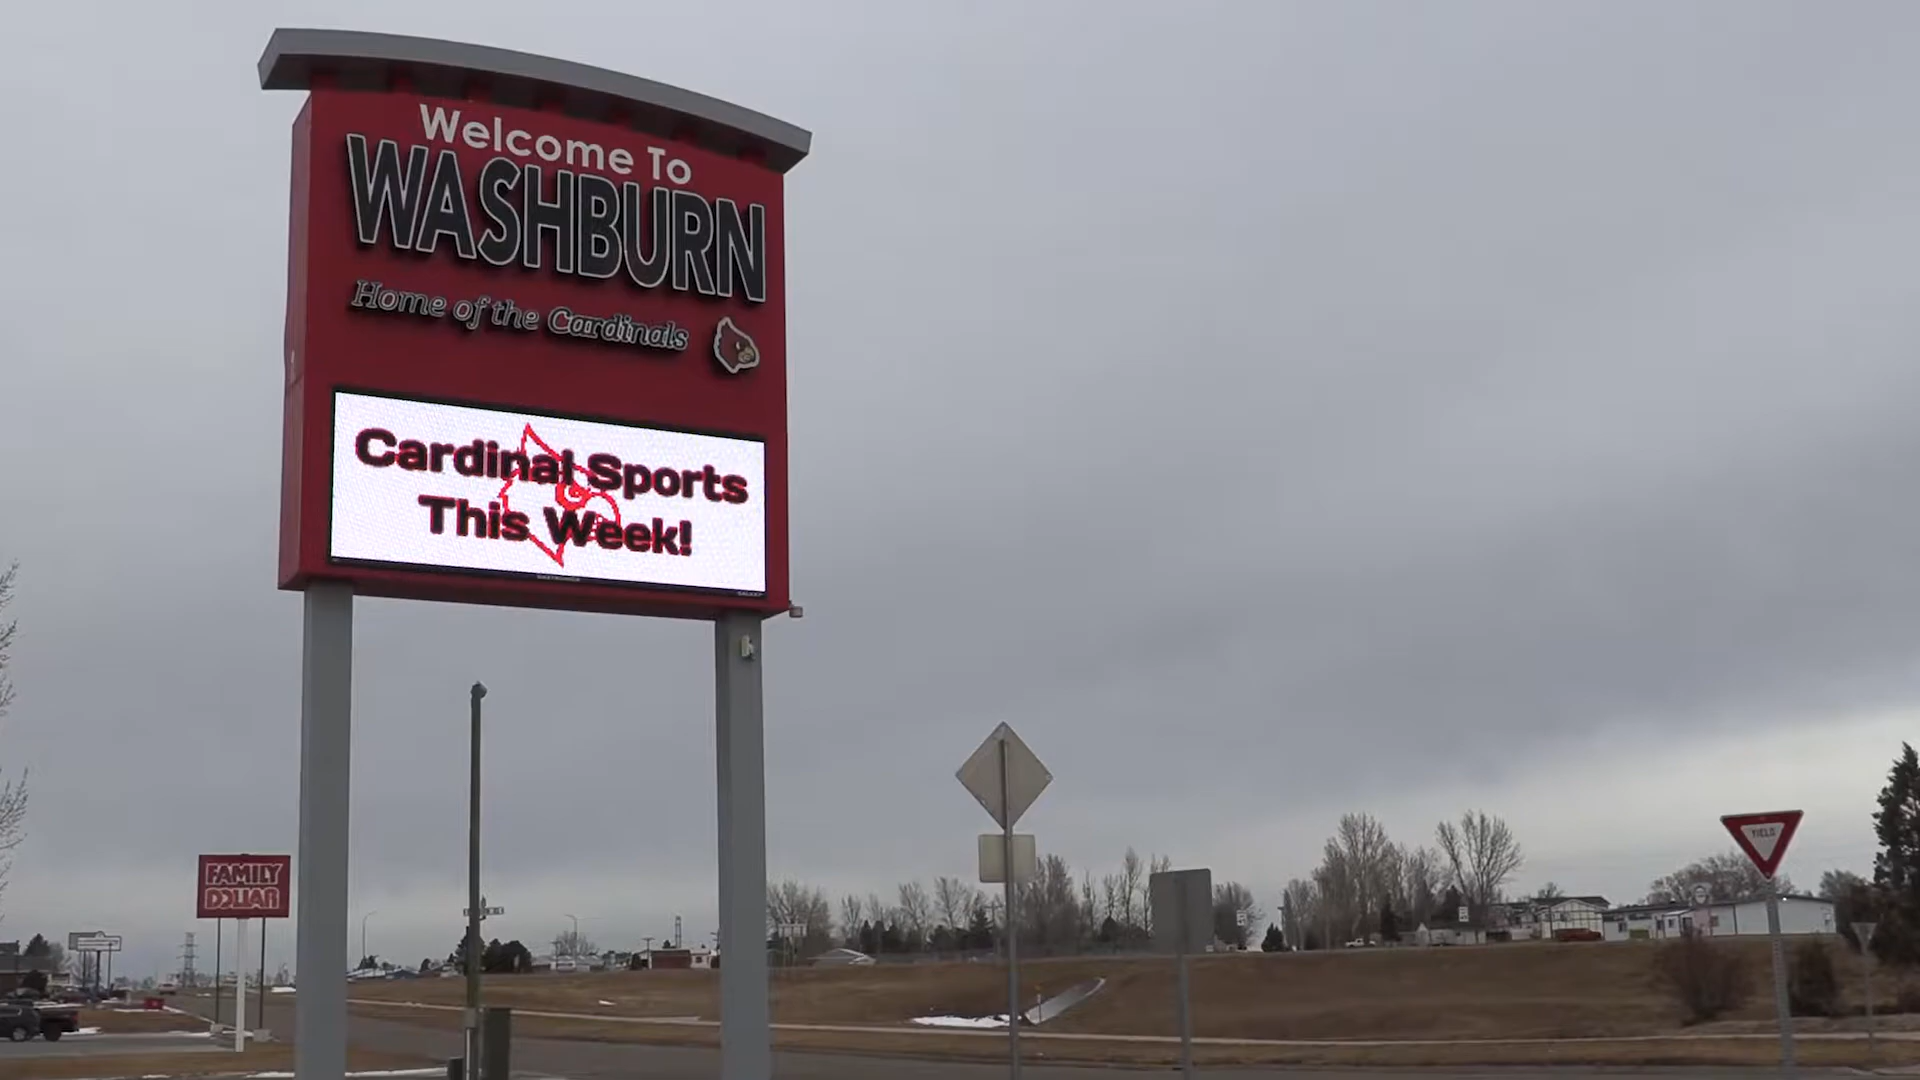 Welcome To
WASHBURN
Home of the Cardinals
Cardinal Sports
This Week!
FAMILY
DOLLAR
YIELD